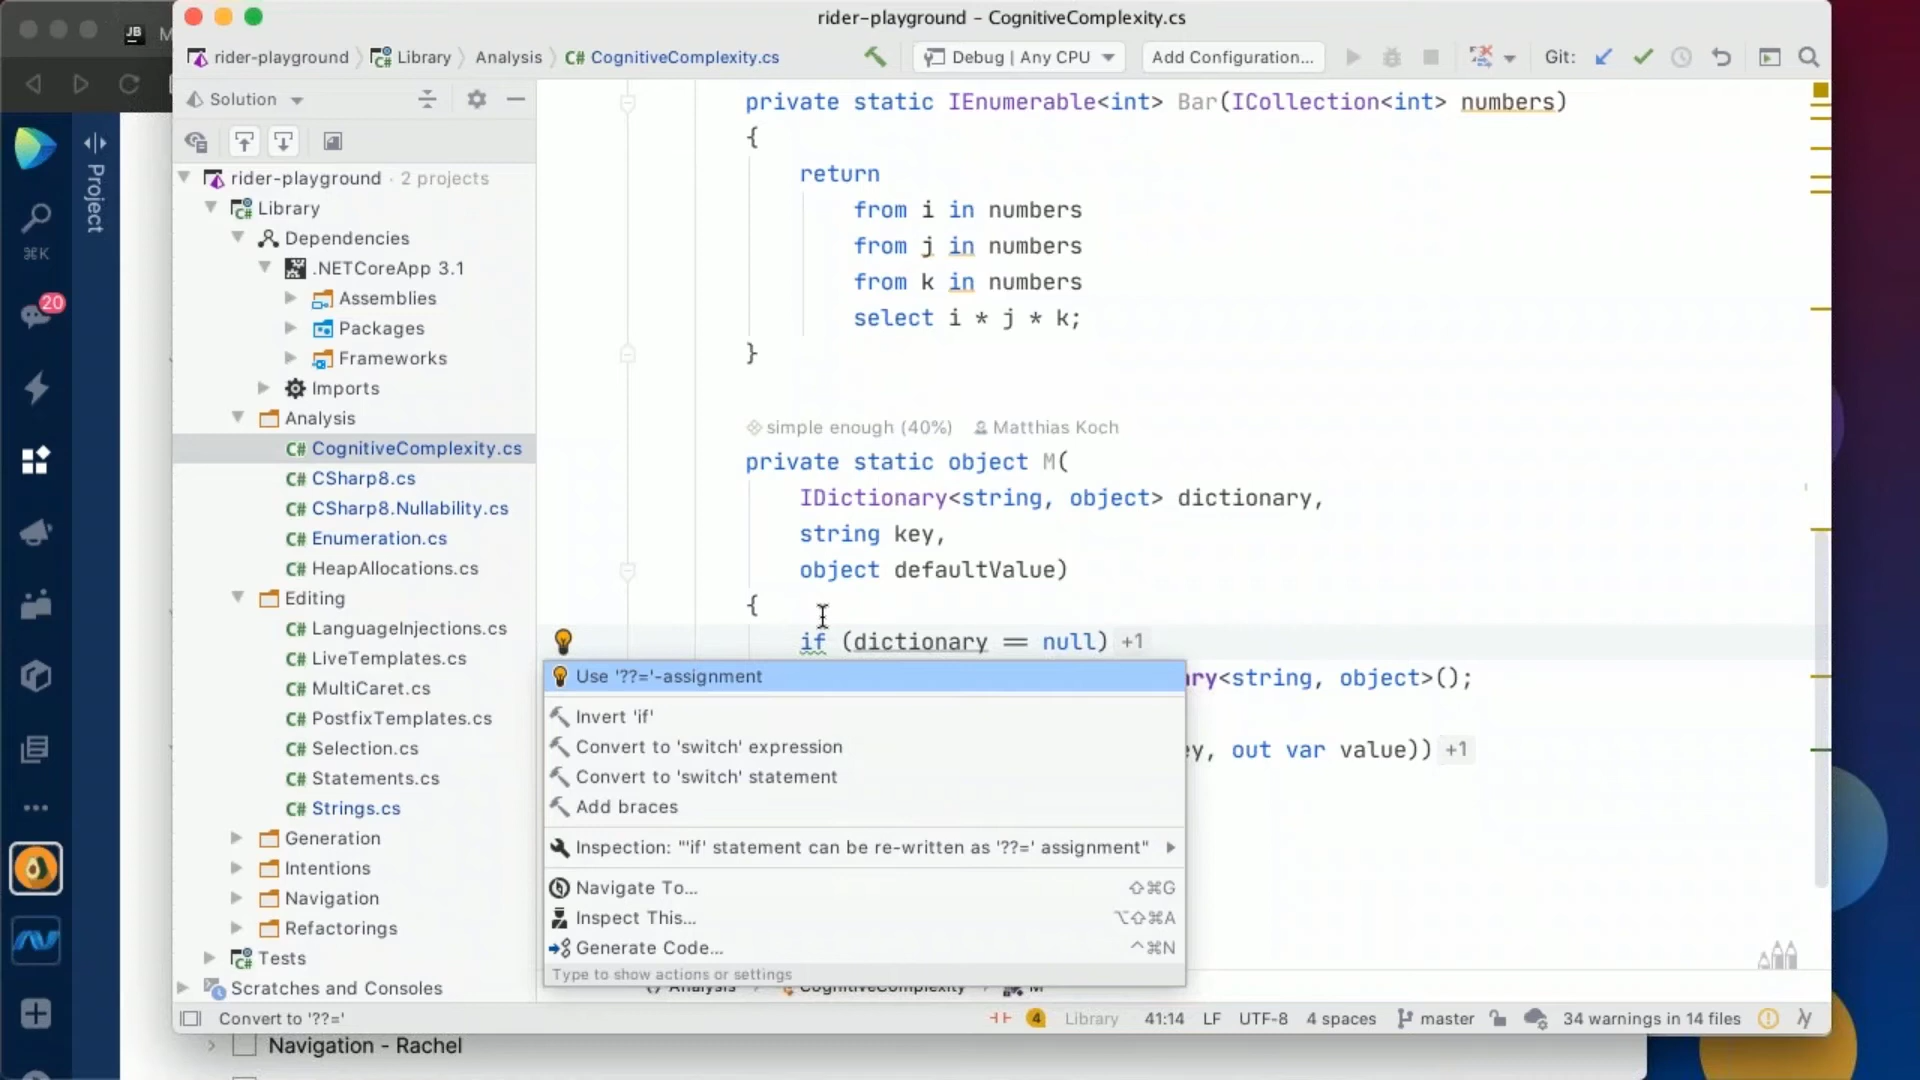 rider-playground – CognitiveComplexity.cs
JB
M
rider-playground
Library
Analysis
C# CognitiveComplexity.cs
Debug | Any CPU
Add Configuration...
Git:
Solution
Project
⌘K
20
rider-playground · 2 projects
Library
Dependencies
.NETCoreApp 3.1
Assemblies
Packages
Frameworks
Imports
Analysis
C# CognitiveComplexity.cs
C# CSharp8.cs
C# CSharp8.Nullability.cs
C# Enumeration.cs
C# HeapAllocations.cs
Editing
C# LanguageInjections.cs
C# LiveTemplates.cs
C# MultiCaret.cs
C# PostfixTemplates.cs
C# Selection.cs
C# Statements.cs
C# Strings.cs
Generation
Intentions
Navigation
Refactorings
Tests
Scratches and Consoles
private static IEnumerable<int> Bar(ICollection<int> numbers)
{
return
from i in numbers
from j in numbers
from k in numbers
select i * j * k;
}
simple enough (40%) Matthias Koch
private static object M(
IDictionary<string, object> dictionary,
string key,
object defaultValue)
{
if (dictionary == null) +1
ary<string, object>();
ey, out var value)) +1
Use '??='-assignment
Invert 'if'
Convert to 'switch' expression
Convert to 'switch' statement
Add braces
Inspection: "'if' statement can be re-written as '??=' assignment"
Navigate To... ⇧⌘G
Inspect This... ⌥⇧⌘A
Generate Code... ^⌘N
Type to show actions or settings
Analysis
CognitiveComplexity
M
Convert to '??='
4
Library
41:14
LF
UTF-8
4 spaces
master
34 warnings in 14 files
Navigation - Rachel